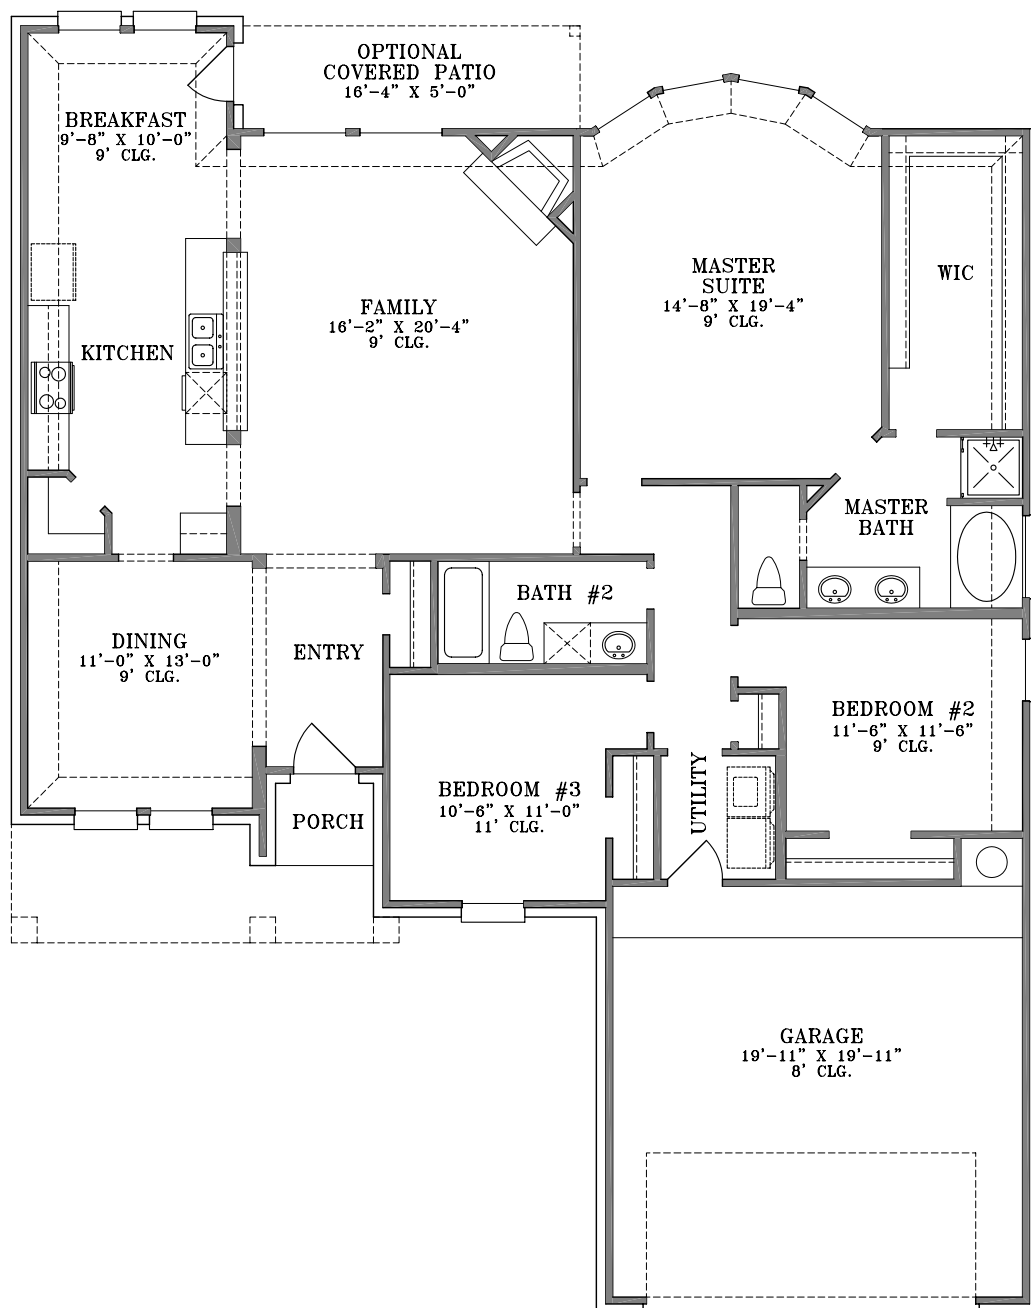 OPTIONAL
COVERED PATIO
16'-4" X 5'-0"
BREAKFAST
9'-8" X 10'-0"
9' CLG.
MASTER
SUITE
14'-8" X 19'-4"
9' CLG.
WIC
FAMILY
16'-2" X 20'-4"
9' CLG.
KITCHEN
MASTER
BATH
BATH #2
DINING
11'-0" X 13'-0"
9' CLG.
ENTRY
BEDROOM #2
11'-6" X 11'-6"
9' CLG.
BEDROOM #3
10'-6" X 11'-0"
11' CLG.
UTILITY
PORCH
GARAGE
19'-11" X 19'-11"
8' CLG.